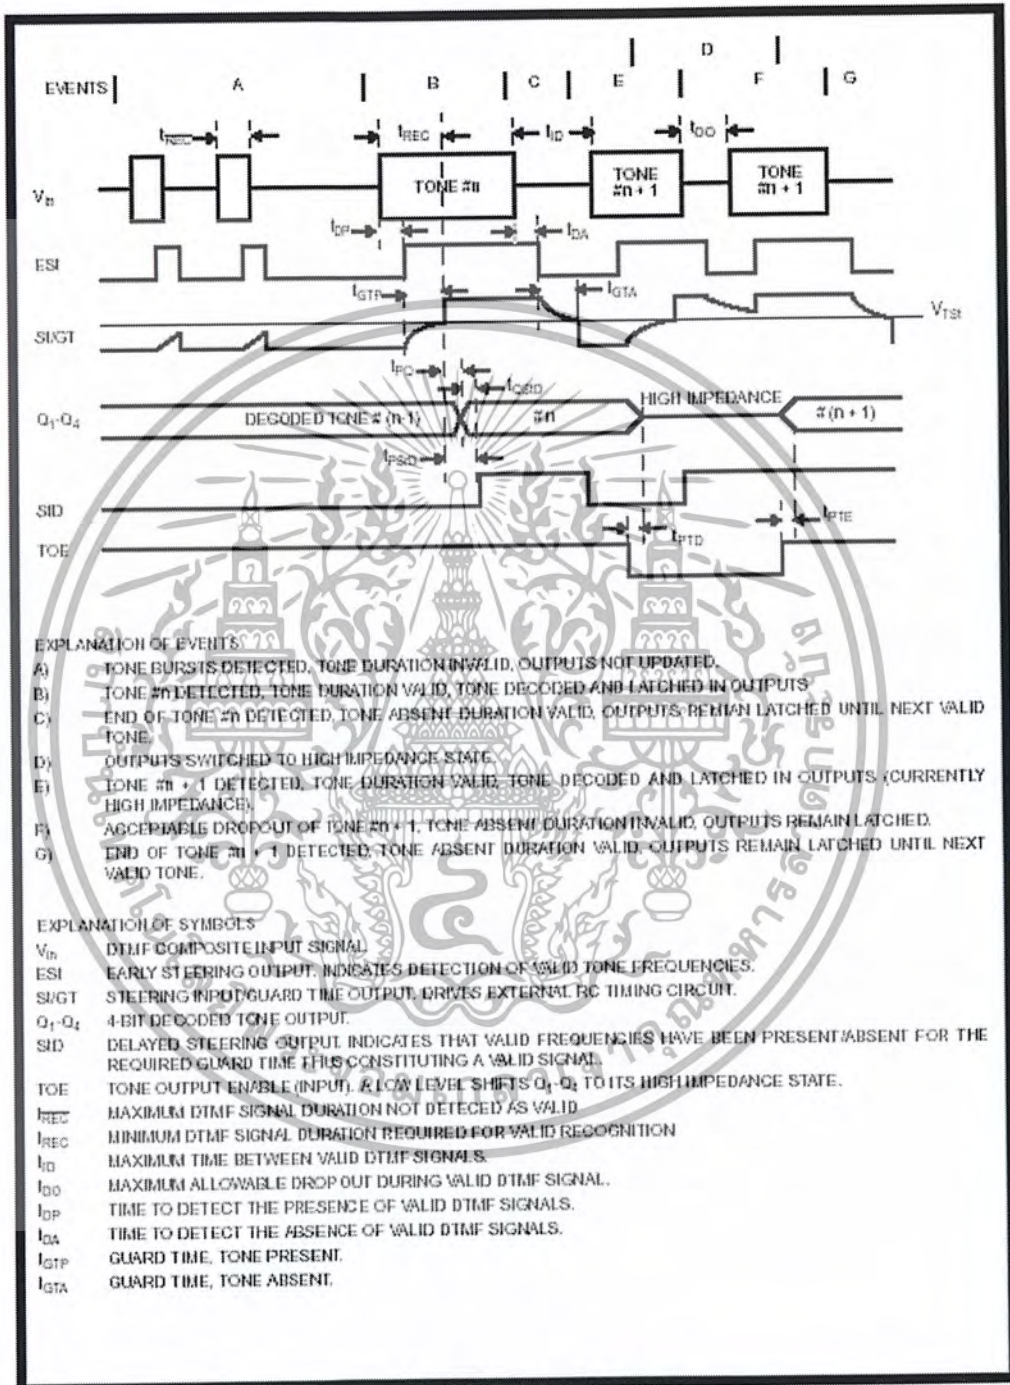 D
EVENTS A B C E F G
tREC tREC tID tDO
Vin TONE #n TONE #n + 1 TONE #n + 1
tDP tDA
ESt
tGTP tGTA
VTSt
St/GT
tPQ tQStD
HIGH IMPEDANCE
Q1-Q4 DECODED TONE # (n-1) # n # (n + 1)
tPStD
StD
tPTE
tPTD
TOE
EXPLANATION OF EVENTS
A) TONE BURSTS DETECTED, TONE DURATION INVALID, OUTPUTS NOT UPDATED.
B) TONE #n DETECTED, TONE DURATION VALID, TONE DECODED AND LATCHED IN OUTPUTS
C) END OF TONE #n DETECTED, TONE ABSENT DURATION VALID, OUTPUTS REMIAN LATCHED UNTIL NEXT VALID
TONE.
D) OUTPUTS SWITCHED TO HIGH IMPEDANCE STATE.
E) TONE #n + 1 DETECTED, TONE DURATION VALID, TONE DECODED AND LATCHED IN OUTPUTS (CURRENTLY
HIGH IMPEDANCE).
F) ACCEPTABLE DROPOUT OF TONE #n + 1, TONE ABSENT DURATION INVALID, OUTPUTS REMAIN LATCHED.
G) END OF TONE #n + 1 DETECTED, TONE ABSENT DURATION VALID, OUTPUTS REMAIN LATCHED UNTIL NEXT
VALID TONE.
EXPLANATION OF SYMBOLS
Vin DTMF COMPOSITE INPUT SIGNAL.
ESt EARLY STEERING OUTPUT. INDICATES DETECTION OF VALID TONE FREQUENCIES.
St/GT STEERING INPUT/GUARD TIME OUTPUT. DRIVES EXTERNAL RC TIMING CIRCUIT.
Q1-Q4 4-BIT DECODED TONE OUTPUT.
StD DELAYED STEERING OUTPUT. INDICATES THAT VALID FREQUENCIES HAVE BEEN PRESENT/ABSENT FOR THE
REQUIRED GUARD TIME THUS CONSTITUTING A VALID SIGNAL.
TOE TONE OUTPUT ENABLE (INPUT). A LOW LEVEL SHIFTS Q1-Q4 TO ITS HIGH IMPEDANCE STATE.
tREC MAXIMUM DTMF SIGNAL DURATION NOT DETECED AS VALID
tREC MINIMUM DTMF SIGNAL DURATION REQUIRED FOR VALID RECOGNITION
tID MAXIMUM TIME BETWEEN VALID DTMF SIGNALS.
tDO MAXIMUM ALLOWABLE DROP OUT DURING VALID DTMF SIGNAL.
tDP TIME TO DETECT THE PRESENCE OF VALID DTMF SIGNALS.
tDA TIME TO DETECT THE ABSENCE OF VALID DTMF SIGNALS.
tGTP GUARD TIME, TONE PRESENT.
tGTA GUARD TIME, TONE ABSENT.